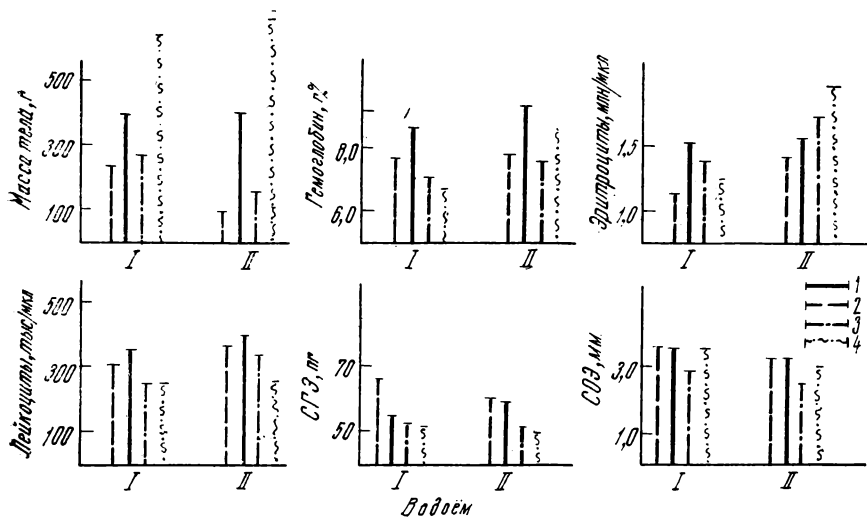 Масса тела, г
500
300
100
I
II
Гемоглобин, г%
8,0
6,0
I
II
Эритроциты, млн/мкл
1,5
1,0
I
II
Лейкоциты, тыс/мкл
500
300
100
I
II
СГЭ, пг
70
50
I
II
СОЭ, мм
3,0
1,0
I
II
1
2
3
4
Водоём